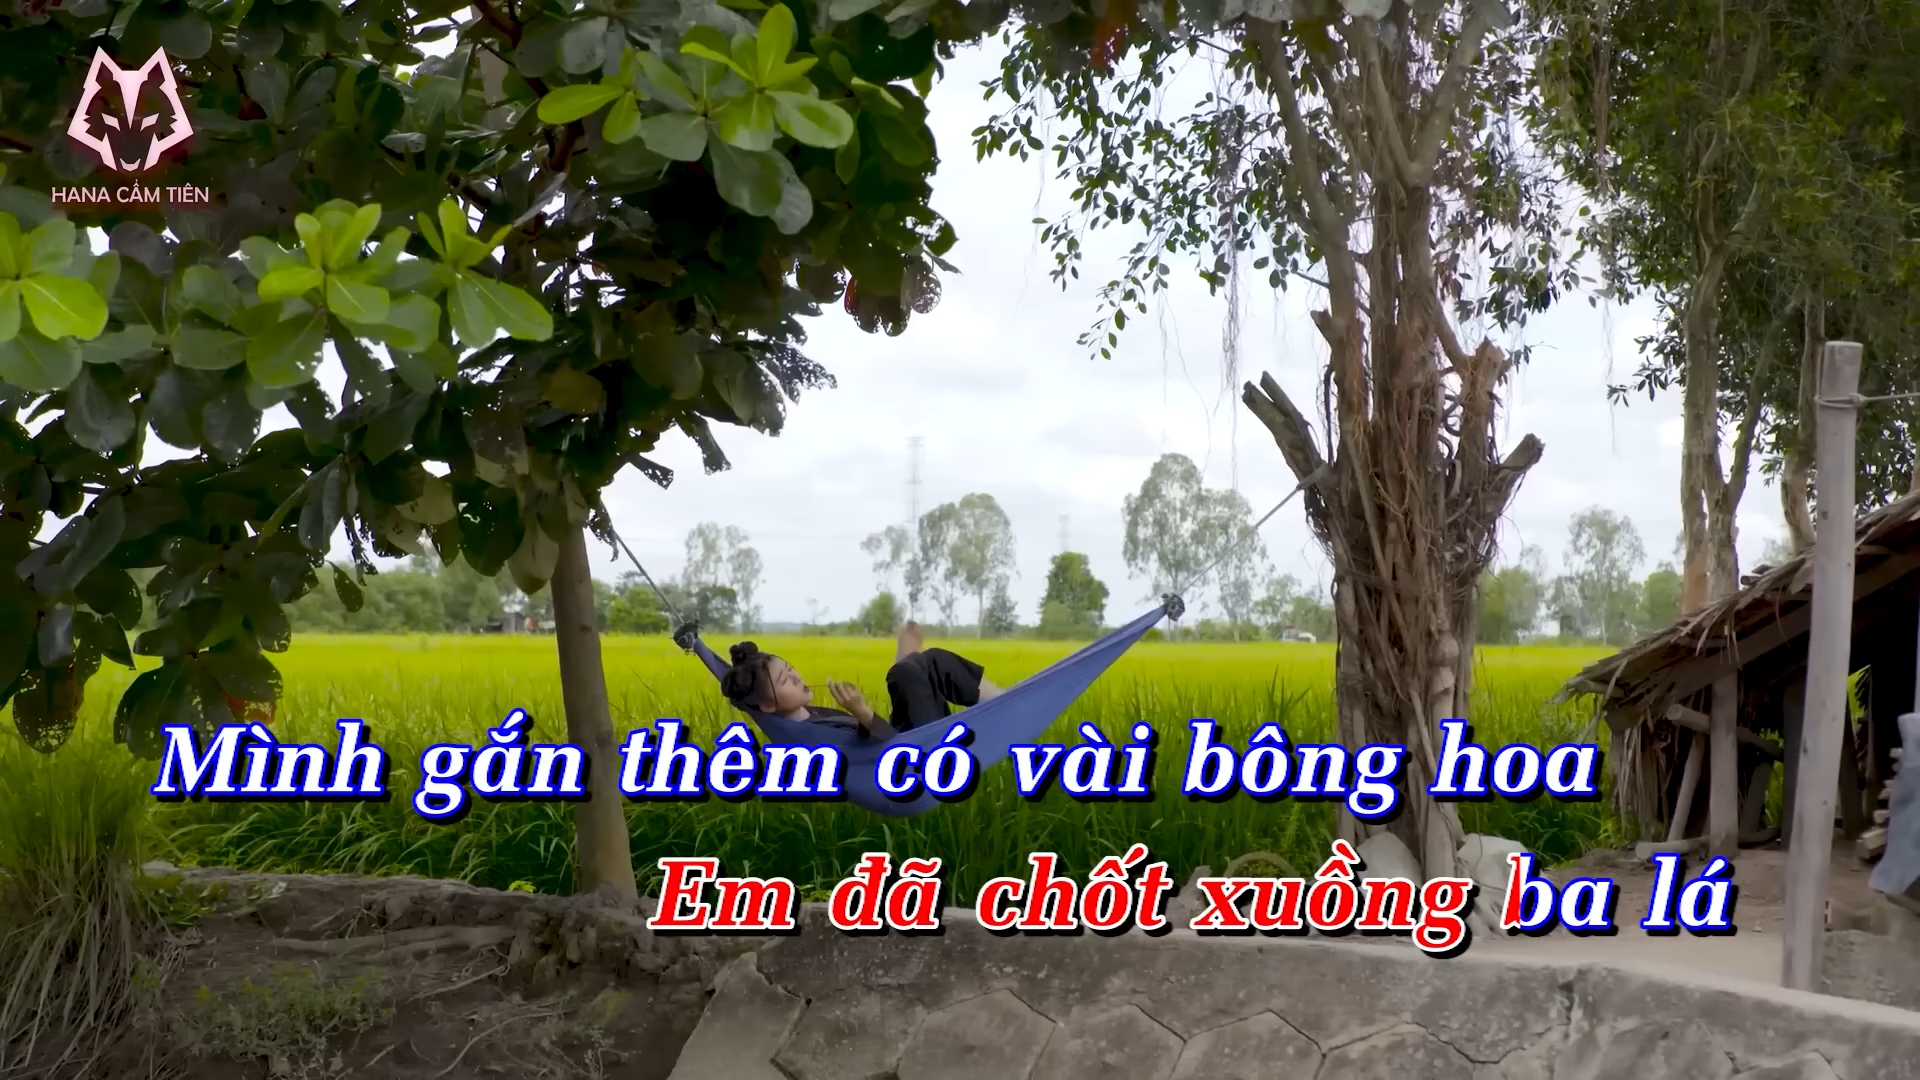 HANA CẨM TIÊN
Mình gắn thêm có vài bông hoa
Em đã chốt xuồng ba lá